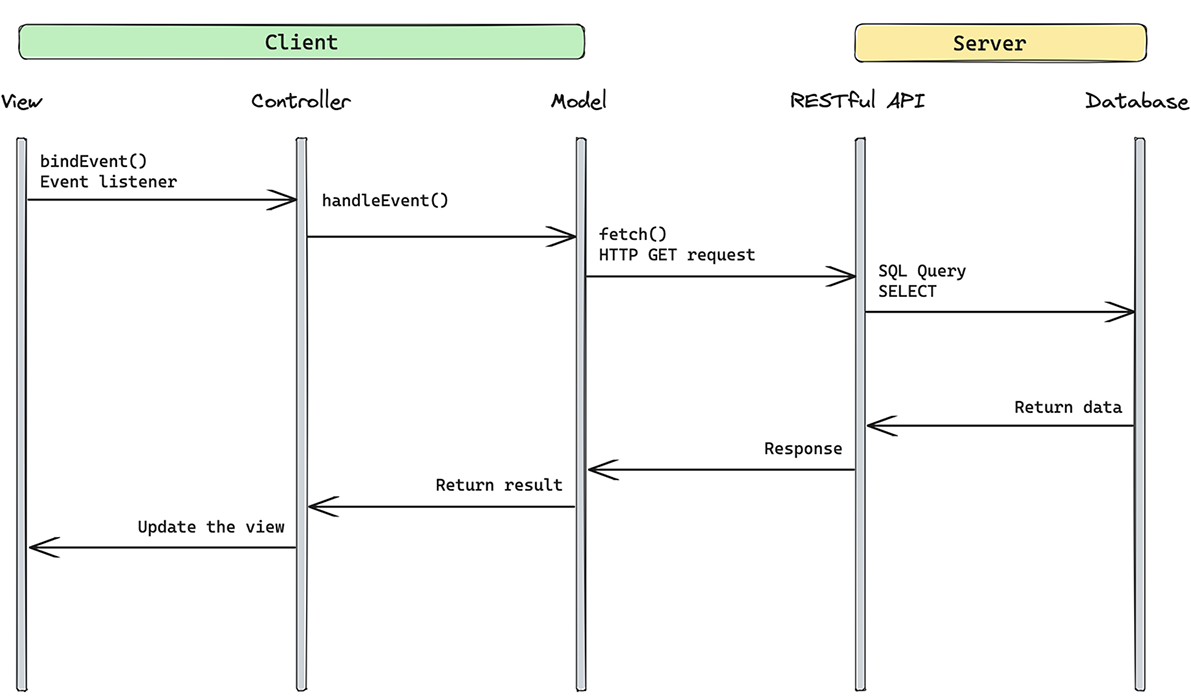 Client
Server
View
Controller
Model
RESTful API
Database
bindEvent()
Event listener
handleEvent()
fetch()
HTTP GET request
SQL Query
SELECT
Return data
Response
Return result
Update the view